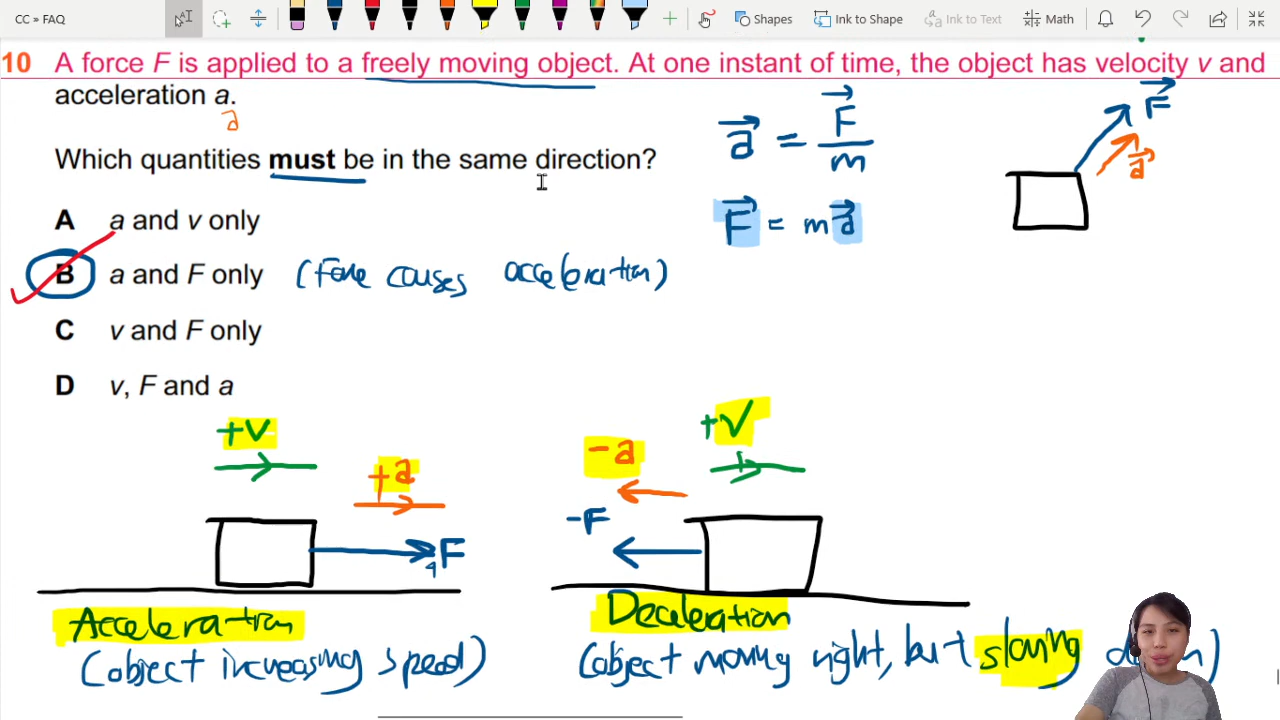 CC » FAQ
Shapes
Ink to Shape
Ink to Text
Math
10 A force F is applied to a freely moving object. At one instant of time, the object has velocity v and
acceleration a.
a
Which quantities must be in the same direction?
A a and v only
B a and F only (Force causes acceleration)
C v and F only
D v, F and a
a = F
m
F = ma
F
a
+v
+a
F
Acceleration
(object increasing speed)
+v
-a
-F
Deceleration
(object moving right, but slowing down)